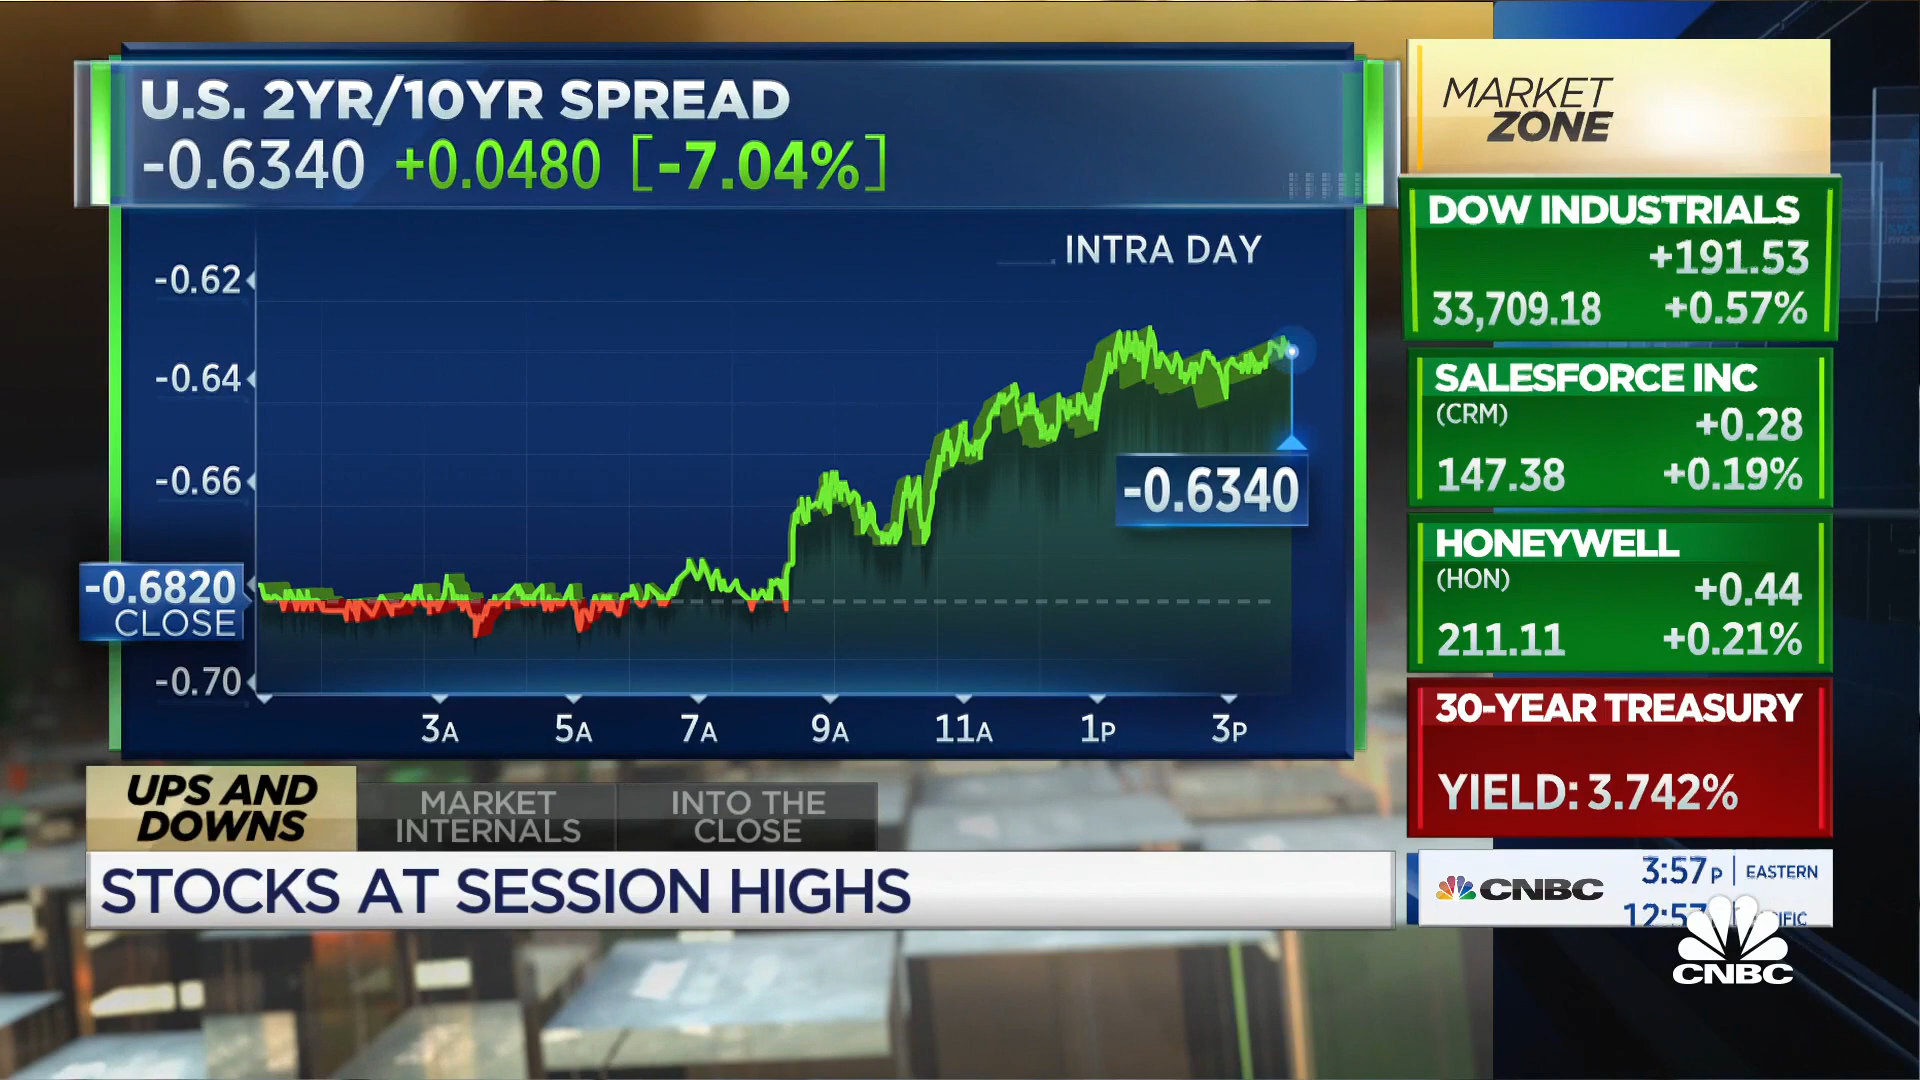 U.S. 2YR/10YR SPREAD
-0.6340 +0.0480 [-7.04%]
INTRA DAY
-0.62
-0.64
-0.66
-0.6820
CLOSE
-0.70
-0.6340
3A 5A 7A 9A 11A 1P 3P
MARKET
ZONE
DOW INDUSTRIALS
+191.53
33,709.18 +0.57%
SALESFORCE INC
(CRM) +0.28
147.38 +0.19%
HONEYWELL
(HON) +0.44
211.11 +0.21%
30-YEAR TREASURY
YIELD: 3.742%
UPS AND
DOWNS
MARKET
INTERNALS
INTO THE
CLOSE
STOCKS AT SESSION HIGHS
CNBC
3:57P EASTERN
12:57
CNBC